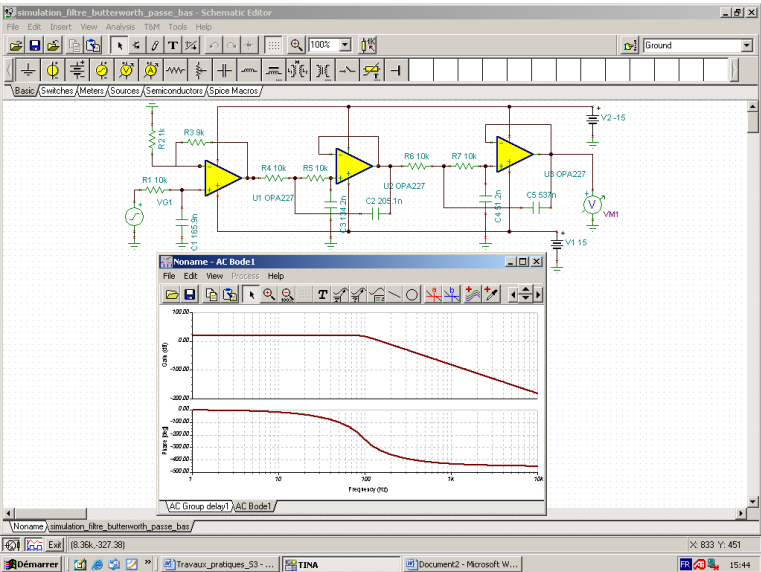 simulation_filtre_butterworth_passe_bas - Schematic Editor
File Edit Insert View Analysis T&M Tools Help
T 100% Ground
Basic Switches Meters Sources Semiconductors Spice Macros
V2 -15
R2 1k
R3 9k
R1 10k
VG1
C1 165.9n
U1 OPA227
R4 10k
R5 10k
C3 134.2n
C2 205.1n
U2 OPA227
R6 10k
R7 10k
C4 51.2n
C5 537n
U3 OPA227
V
VM1
V1 15
Noname - AC Bode1
File Edit View Process Help
T a b
100.00
0.00
-100.00
-200.00
Gain (dB)
0.00
-100.00
-200.00
-300.00
-400.00
-500.00
Phase [deg]
1 10 100 1k 10k
Frequency (Hz)
AC Group delay1 AC Bode1
Noname simulation_filtre_butterworth_passe_bas
Exit (8.36k,-327.38) X: 833 Y: 451
Démarrer Travaux_pratiques_S3 - ... TINA Document2 - Microsoft W... FR 15:44